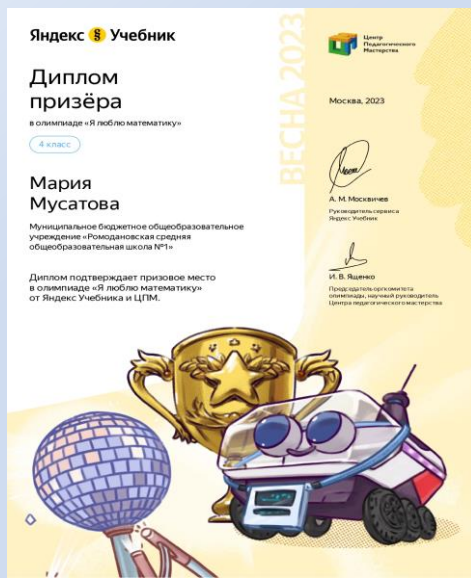 Яндекс Учебник
Диплом
призёра
в олимпиаде «Я люблю математику»
4 класс
Мария
Мусатова
Муниципальное бюджетное общеобразовательное
учреждение «Ромодановская средняя
общеобразовательная школа №1»
Диплом подтверждает призовое место
в олимпиаде «Я люблю математику»
от Яндекс Учебника и ЦПМ.
ВЕСНА 2023
Центр
Педагогического
Мастерства
Москва, 2023
А. М. Москвичев
Руководитель сервиса
Яндекс Учебник
И. В. Ященко
Председатель оргкомитета
олимпиады, научный руководитель
Центра педагогического мастерства